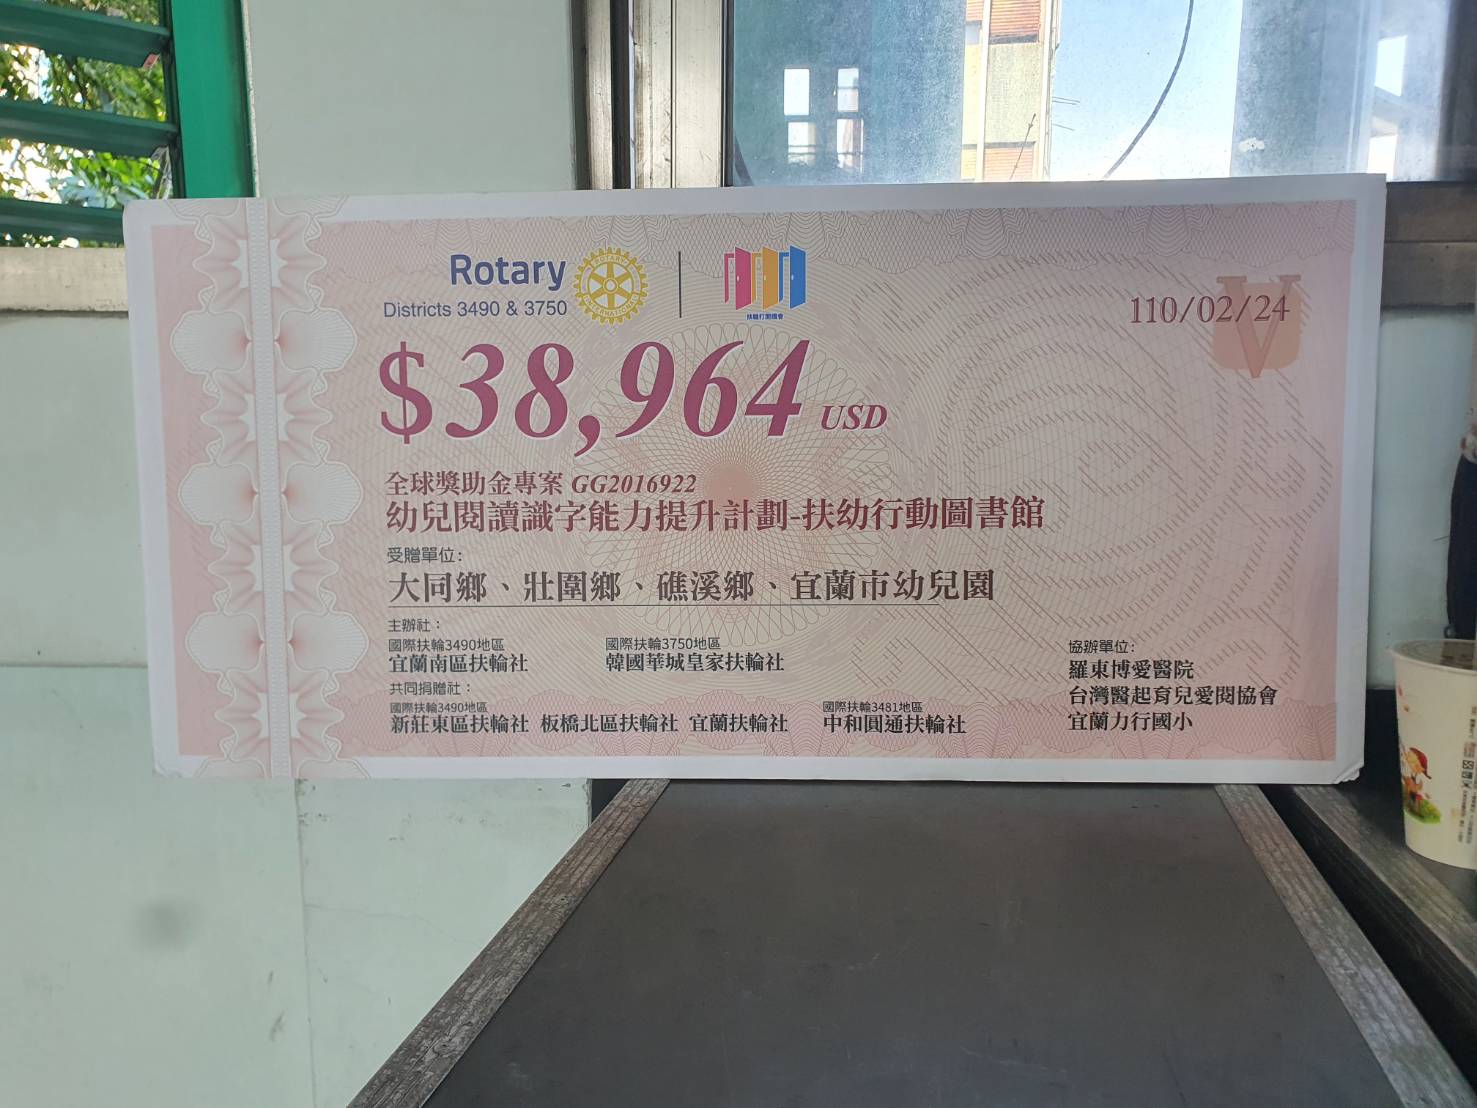 Rotary
Districts 3490 & 3750
ROTARY
INTERNATIONAL
扶輪打開機會
110/02/24
$38,964 USD
全球獎助金專案 GG2016922
幼兒閱讀識字能力提升計劃-扶幼行動圖書館
受贈單位:
大同鄉、壯圍鄉、礁溪鄉、宜蘭市幼兒園
主辦社:
國際扶輪3490地區
宜蘭南區扶輪社
國際扶輪3750地區
韓國華城皇家扶輪社
共同捐贈社:
國際扶輪3490地區
新莊東區扶輪社 板橋北區扶輪社 宜蘭扶輪社
國際扶輪3481地區
中和圓通扶輪社
協辦單位:
羅東博愛醫院
台灣醫起育兒愛閱協會
宜蘭力行國小